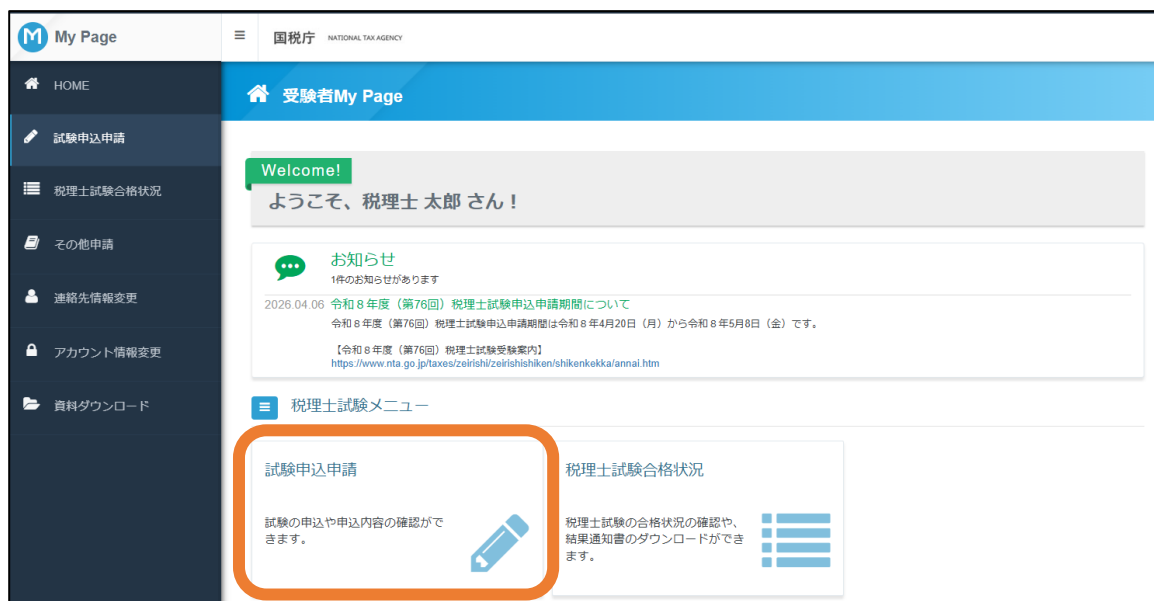 My Page
国税庁 NATIONAL TAX AGENCY
HOME
試験申込申請
税理士試験合格状況
その他申請
連絡先情報変更
アカウント情報変更
資料ダウンロード
受験者My Page
Welcome!
ようこそ、税理士 太郎 さん！
お知らせ
1件のお知らせがあります
2026.04.06 令和８年度（第76回）税理士試験申込申請期間について
令和８年度（第76回）税理士試験申込申請期間は令和８年4月20日（月）から令和８年5月8日（金）です。
【令和８年度（第76回）税理士試験受験案内】
https://www.nta.go.jp/taxes/zeirishi/zeirishishiken/shikenkekka/annai.htm
税理士試験メニュー
試験申込申請
試験の申込や申込内容の確認がで
きます。
税理士試験合格状況
税理士試験の合格状況の確認や、
結果通知書のダウンロードができ
ます。